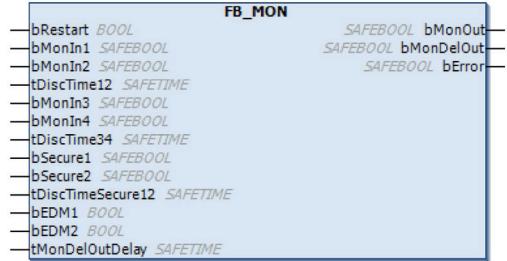 FB_MON
bRestart BOOL SAFEBOOL bMonOut
bMonIn1 SAFEBOOL SAFEBOOL bMonDelOut
bMonIn2 SAFEBOOL SAFEBOOL bError
tDiscTime12 SAFETIME
bMonIn3 SAFEBOOL
bMonIn4 SAFEBOOL
tDiscTime34 SAFETIME
bSecure1 SAFEBOOL
bSecure2 SAFEBOOL
tDiscTimeSecure12 SAFETIME
bEDM1 BOOL
bEDM2 BOOL
tMonDelOutDelay SAFETIME